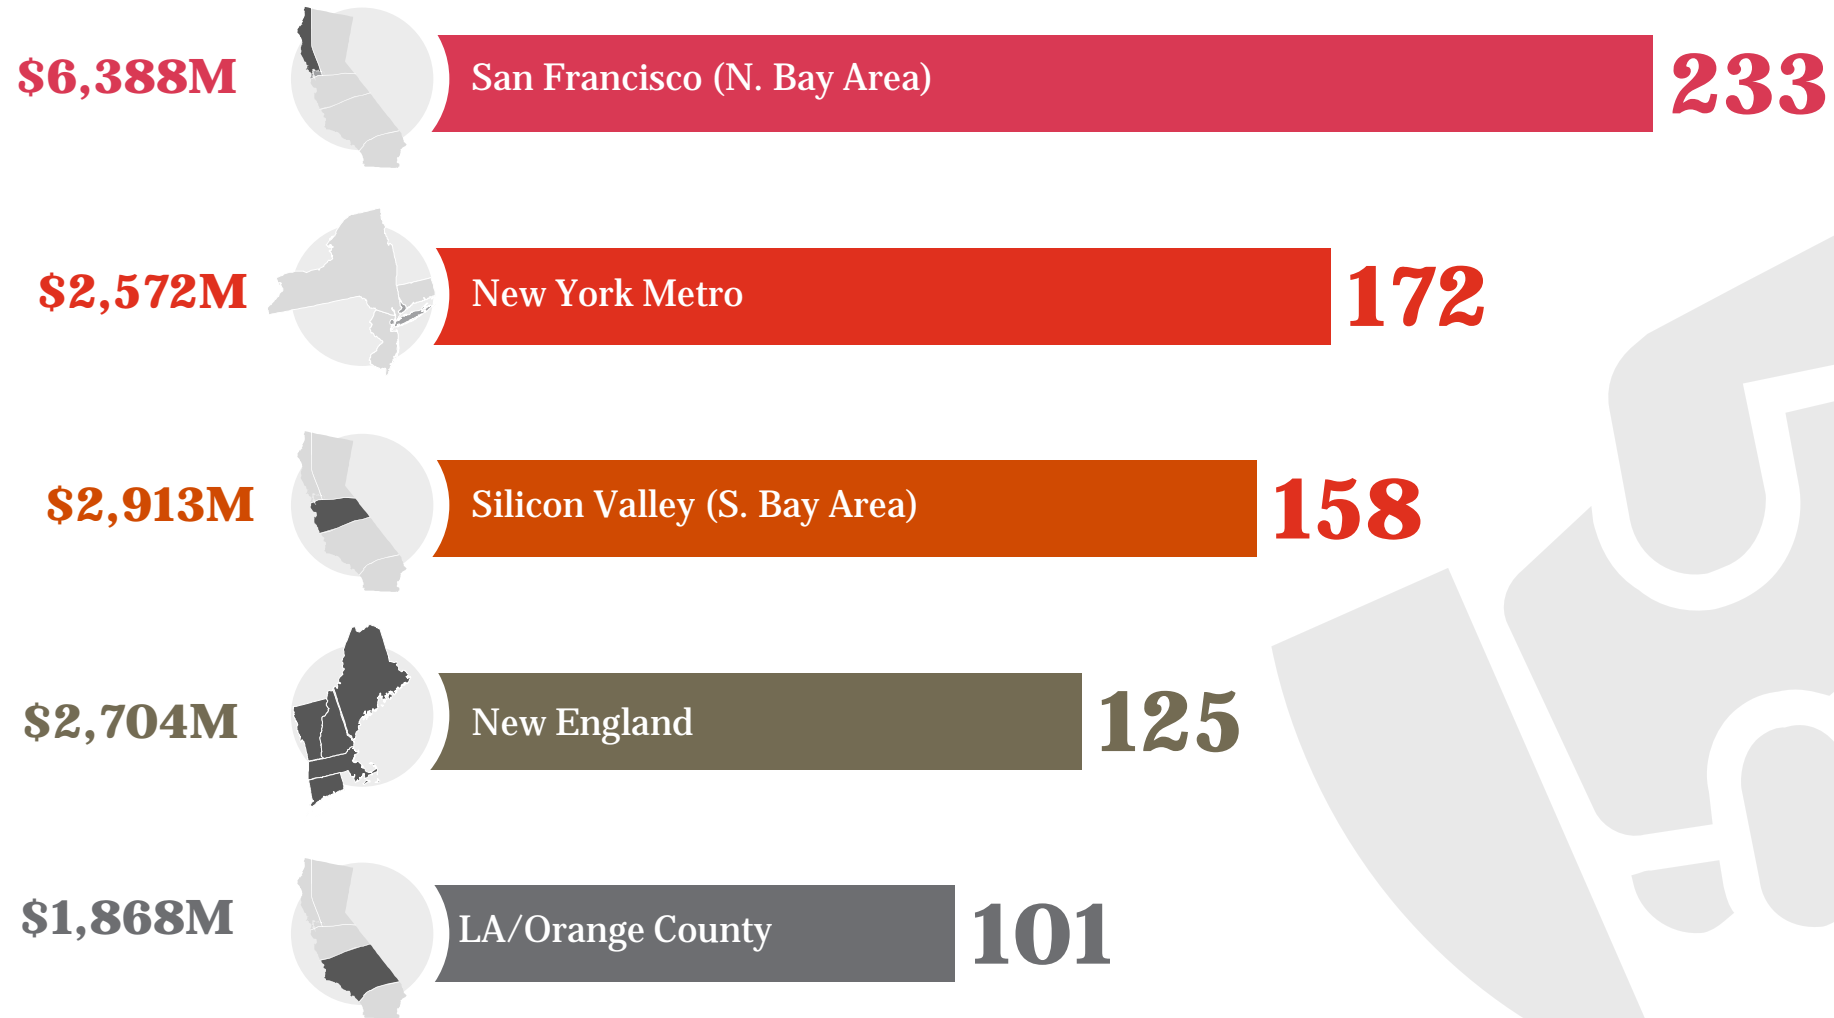 $6,388M
San Francisco (N. Bay Area)
233
$2,572M
New York Metro
172
$2,913M
Silicon Valley (S. Bay Area)
158
$2,704M
New England
125
$1,868M
LA/Orange County
101